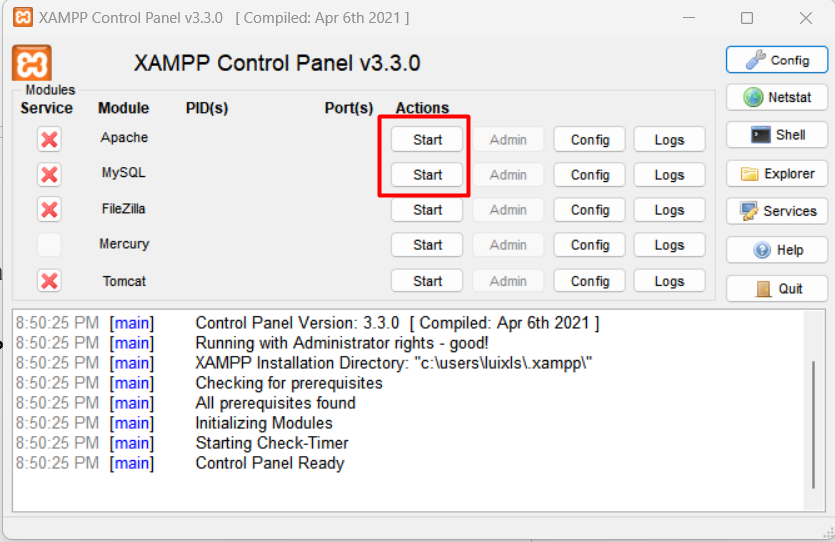 XAMPP Control Panel v3.3.0 [ Compiled: Apr 6th 2021 ]
XAMPP Control Panel v3.3.0
Config
Modules
Service Module PID(s) Port(s) Actions
Netstat
Apache Start Admin Config Logs
Shell
MySQL Start Admin Config Logs
Explorer
FileZilla Start Admin Config Logs
Services
Mercury Start Admin Config Logs
Help
Tomcat Start Admin Config Logs
Quit
8:50:25 PM [main] Control Panel Version: 3.3.0 [ Compiled: Apr 6th 2021 ]
8:50:25 PM [main] Running with Administrator rights - good!
8:50:25 PM [main] XAMPP Installation Directory: "c:\users\luixls\.xampp\"
8:50:25 PM [main] Checking for prerequisites
8:50:25 PM [main] All prerequisites found
8:50:25 PM [main] Initializing Modules
8:50:25 PM [main] Starting Check-Timer
8:50:25 PM [main] Control Panel Ready